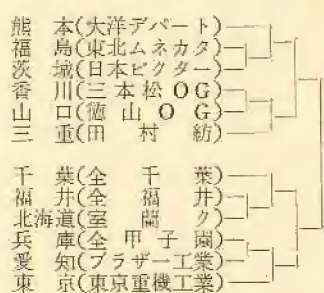 熊本(大洋デパート)
福島(東北ムネカタ)
茨城(日本ビクター)
香川(三本松OG)
山口(徳山OG)
三重(田村紡)
千葉(全千葉)
福井(全福井)
北海道(室蘭ク)
兵庫(全甲子園)
愛知(ブラザー工業)
東京(東京重機工業)